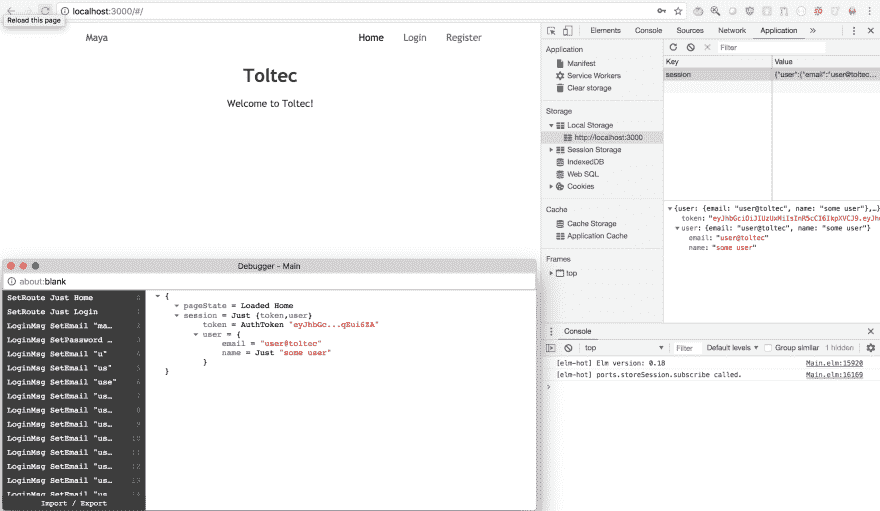 localhost:3000/#/
Reload this page
Maya
Home Login Register
Toltec
Welcome to Toltec!
Elements Console Sources Network Application »
Application
Manifest
Service Workers
Clear storage
Storage
Local Storage
http://localhost:3000
Session Storage
IndexedDB
Web SQL
Cookies
Cache
Cache Storage
Application Cache
Frames
top
Filter
Key Value
session {"user":{"email":"user@toltec...
{user: {email: "user@toltec", name: "some user"},…}
user: {email: "user@toltec", name: "some user"}
email: "user@toltec"
name: "some user"
Debugger - Main
about:blank
SetRoute Just Home 0
SetRoute Just Login 1
LoginMsg SetEmail "ma… 2
LoginMsg SetPassword … 3
LoginMsg SetEmail "u" 4
LoginMsg SetEmail "us" 5
LoginMsg SetEmail "use" 6
LoginMsg SetEmail "us… 7
LoginMsg SetEmail "us… 8
LoginMsg SetEmail "us… 9
LoginMsg SetEmail "us… 10
LoginMsg SetEmail "us… 11
LoginMsg SetEmail "us… 12
LoginMsg SetEmail "us… 13
LoginMsg SetEmail "us
Import / Export
{
pageState = Loaded Home
session = Just {token,user}
token = AuthToken "eyJhbGc...qEui6ZA"
user = {
email = "user@toltec"
name = Just "some user"
}
}
Console
top Filter Default levels Group similar 1 hidden
[elm-hot] Elm version: 0.18 Main.elm:15920
[elm-hot] ports.storeSession.subscribe called. Main.elm:16169